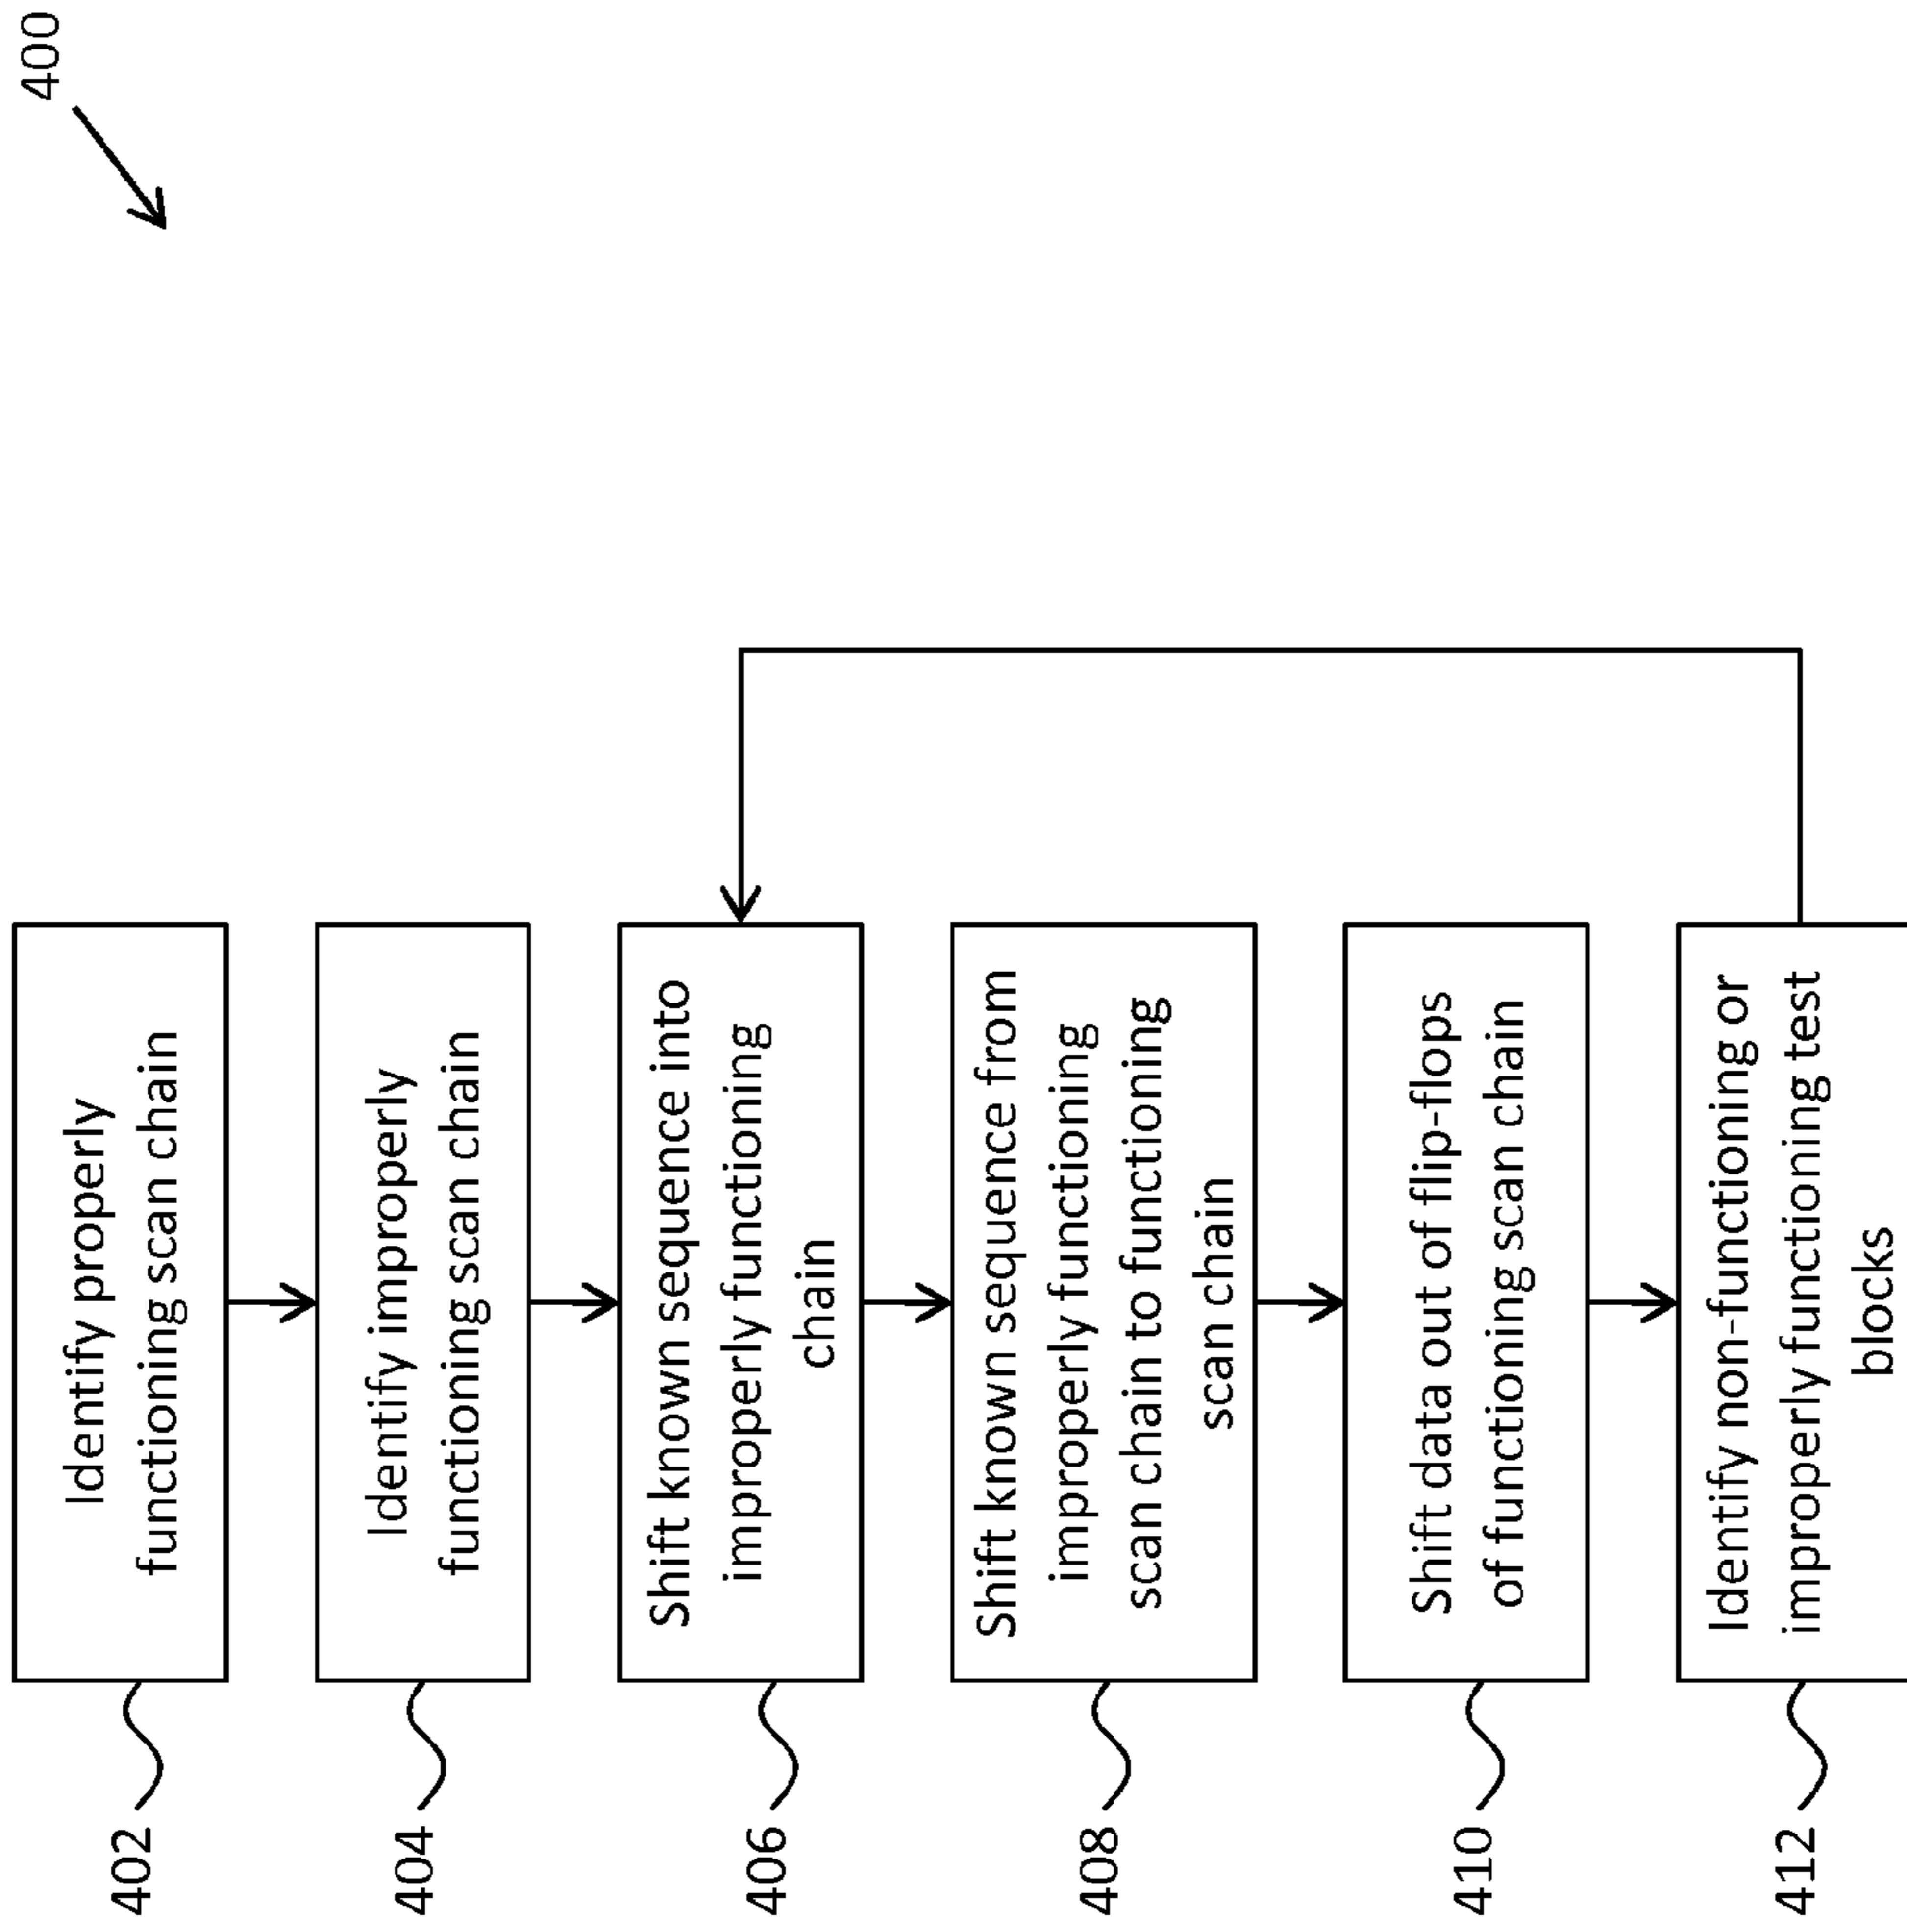 400
402
Identify properly
functioning scan chain
404
Identify improperly
functioning scan chain
406
Shift known sequence into
improperly functioning
chain
408
Shift known sequence from
improperly functioning
scan chain to functioning
scan chain
410
Shift data out of flip-flops
of functioning scan chain
412
Identify non-functioning or
improperly functioning test
blocks